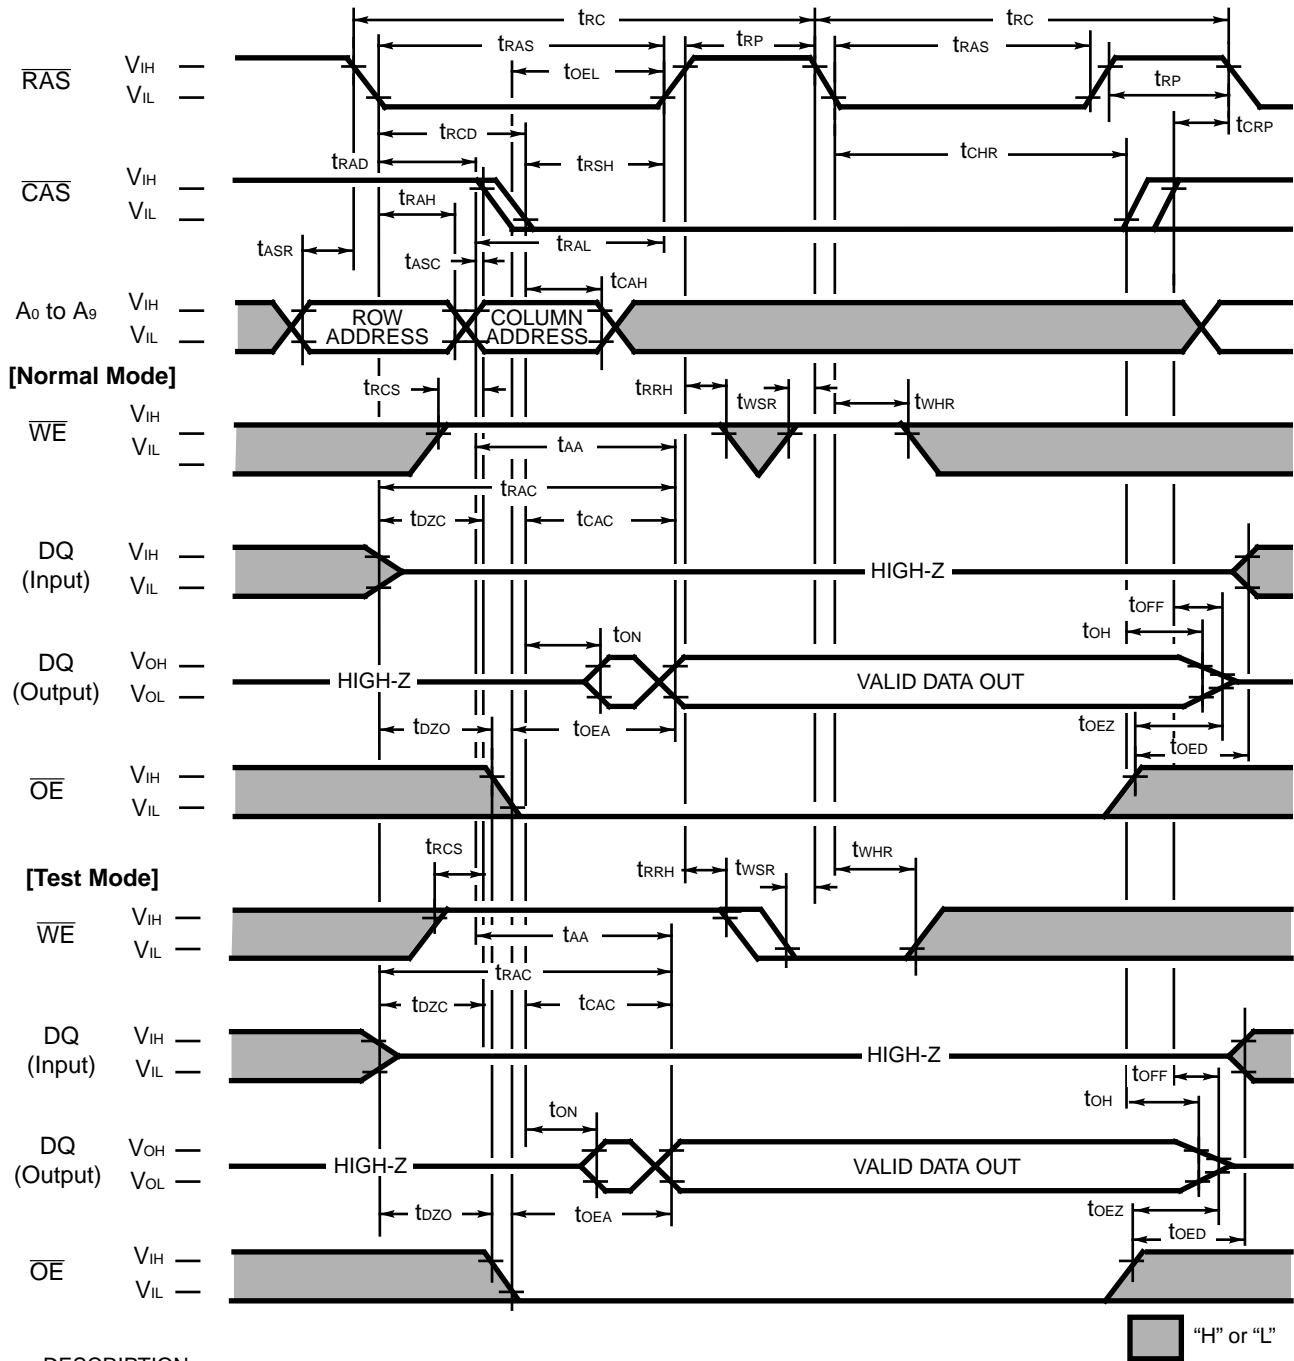 tRC tRC
tRAS tRP tRAS
RAS VIH tOEL tRP
VIL
tRCD tCRP
tRAD tRSH tCHR
CAS VIH
tRAH
VIL
tASR tRAL
tASC
tCAH
A0 to A9 VIH
ROW ADDRESS COLUMN ADDRESS
VIL
[Normal Mode]
tRCS tRRH tWSR tWHR
WE VIH
VIL tAA
tRAC
tDZC tCAC
DQ (Input) VIH
HIGH-Z
VIL
tOFF
tON tOH
DQ (Output) VOH
HIGH-Z VALID DATA OUT
VOL
tDZO tOEA tOEZ
tOED
OE VIH
VIL
tRCS tRRH tWSR tWHR
[Test Mode]
WE VIH
VIL tAA
tRAC
tDZC tCAC
DQ (Input) VIH
HIGH-Z
VIL
tOFF
tON tOH
DQ (Output) VOH
HIGH-Z VALID DATA OUT
VOL
tDZO tOEA tOEZ
tOED
OE VIH
VIL
“H” or “L”